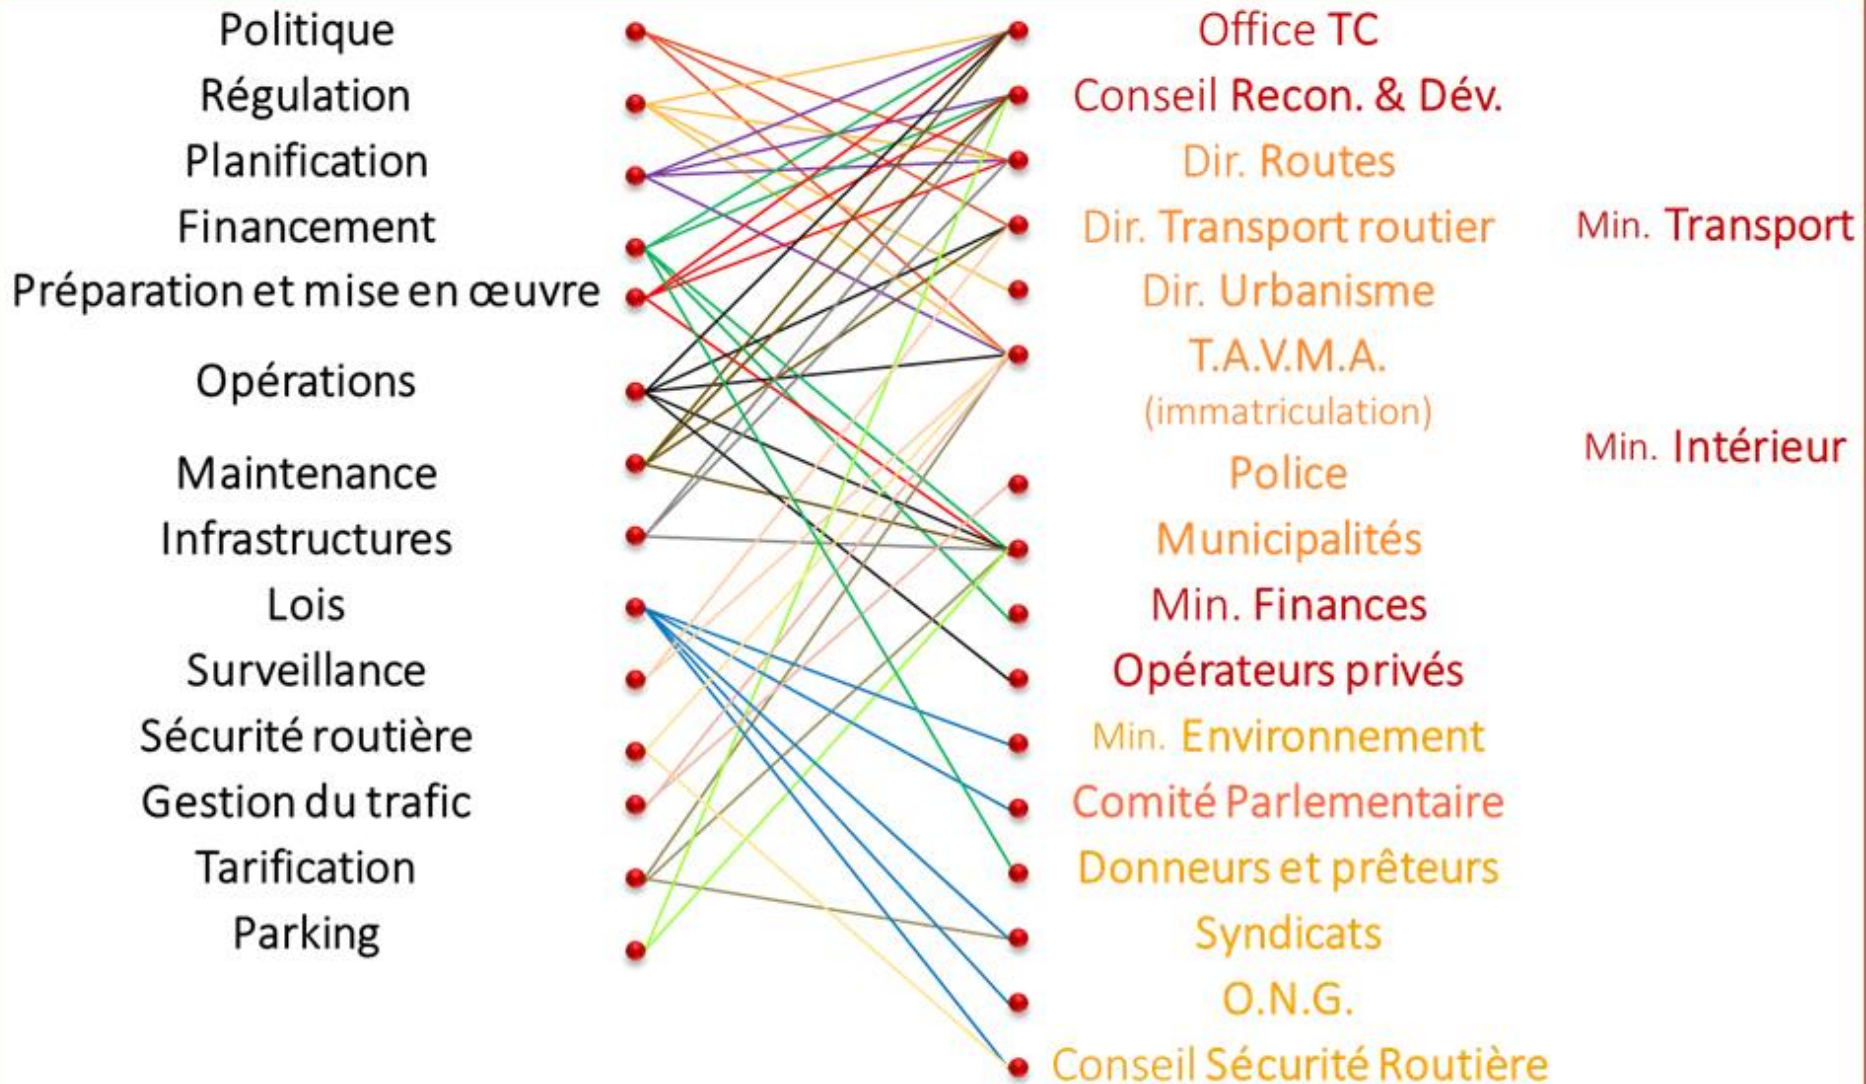 Politique
Régulation
Planification
Financement
Préparation et mise en œuvre
Opérations
Maintenance
Infrastructures
Lois
Surveillance
Sécurité routière
Gestion du trafic
Tarification
Parking
Office TC
Conseil Recon. & Dév.
Dir. Routes
Dir. Transport routier
Dir. Urbanisme
T.A.V.M.A.
(immatriculation)
Police
Municipalités
Min. Finances
Opérateurs privés
Min. Environnement
Comité Parlementaire
Donneurs et prêteurs
Syndicats
O.N.G.
Conseil Sécurité Routière
Min. Transport
Min. Intérieur